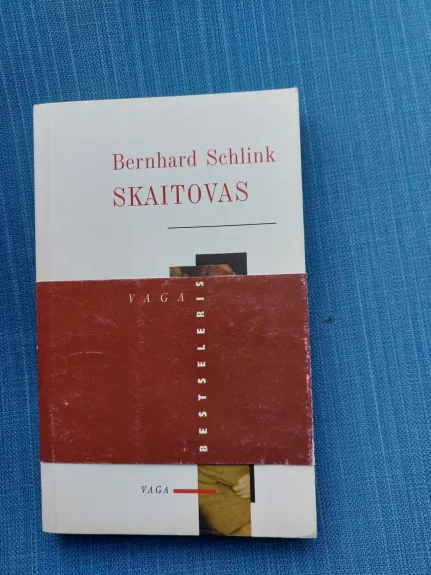 Bernhard Schlink
SKAITOVAS
VAGA
BESTSELERIS
VAGA